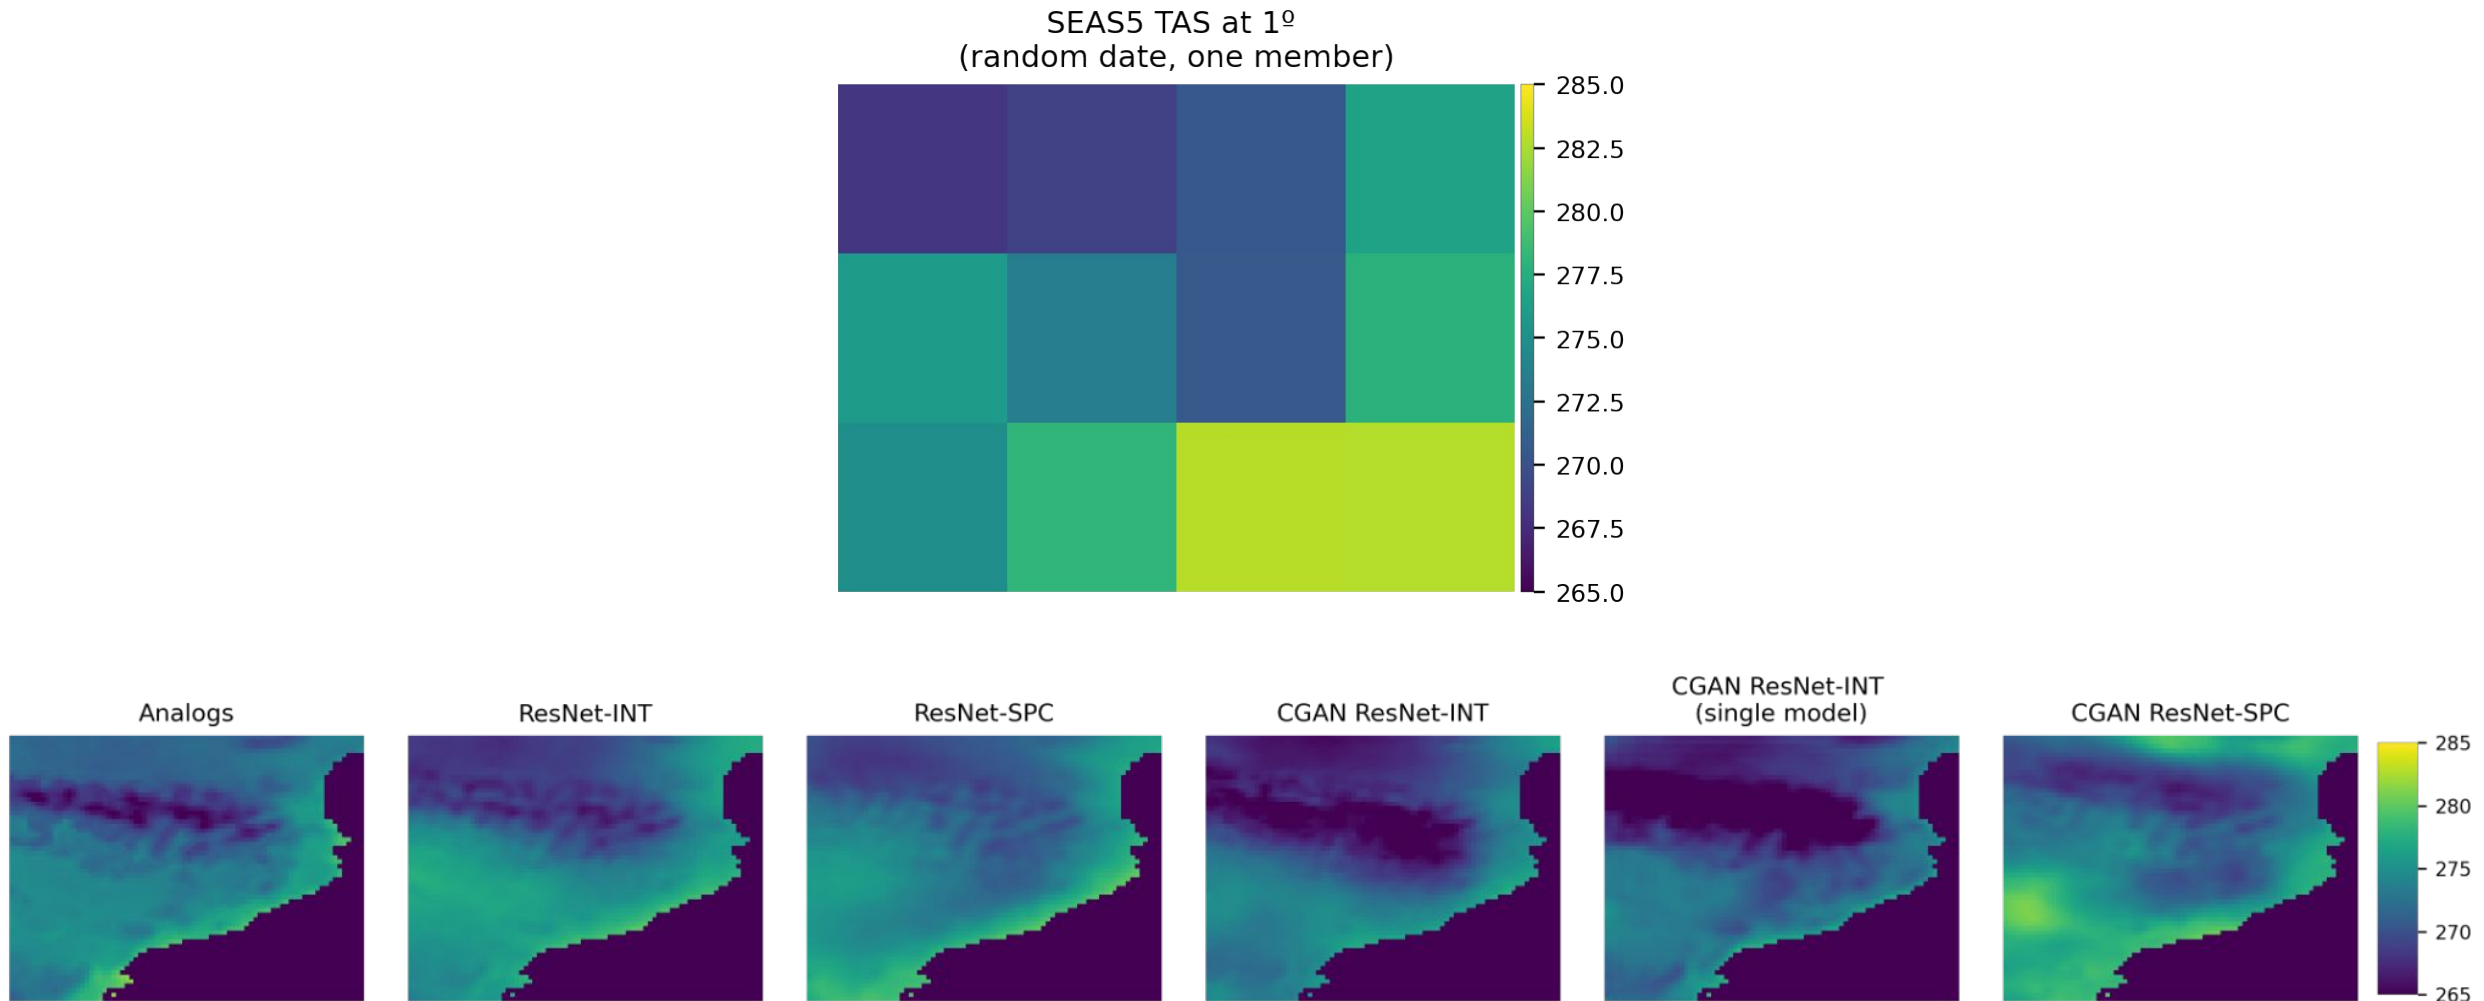 SEAS5 TAS at 1º
(random date, one member)
285.0
282.5
280.0
277.5
275.0
272.5
270.0
267.5
265.0
Analogs
ResNet-INT
ResNet-SPC
CGAN ResNet-INT
CGAN ResNet-INT
(single model)
CGAN ResNet-SPC
285
280
275
270
265